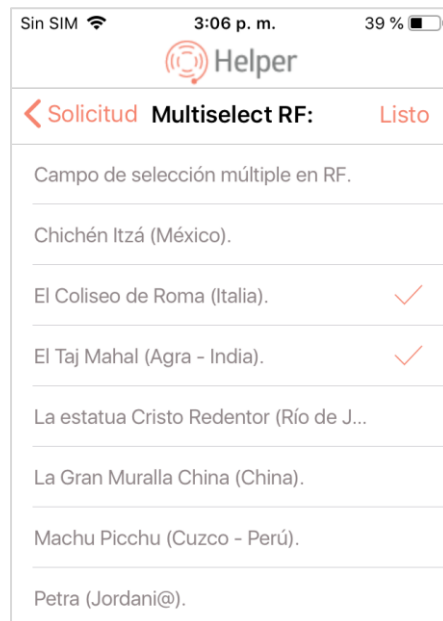 Sin SIM 3:06 p. m. 39 %
Helper
Solicitud Multiselect RF: Listo
Campo de selección múltiple en RF.
Chichén Itzá (México).
El Coliseo de Roma (Italia).
El Taj Mahal (Agra - India).
La estatua Cristo Redentor (Río de J...
La Gran Muralla China (China).
Machu Picchu (Cuzco - Perú).
Petra (Jordani@).